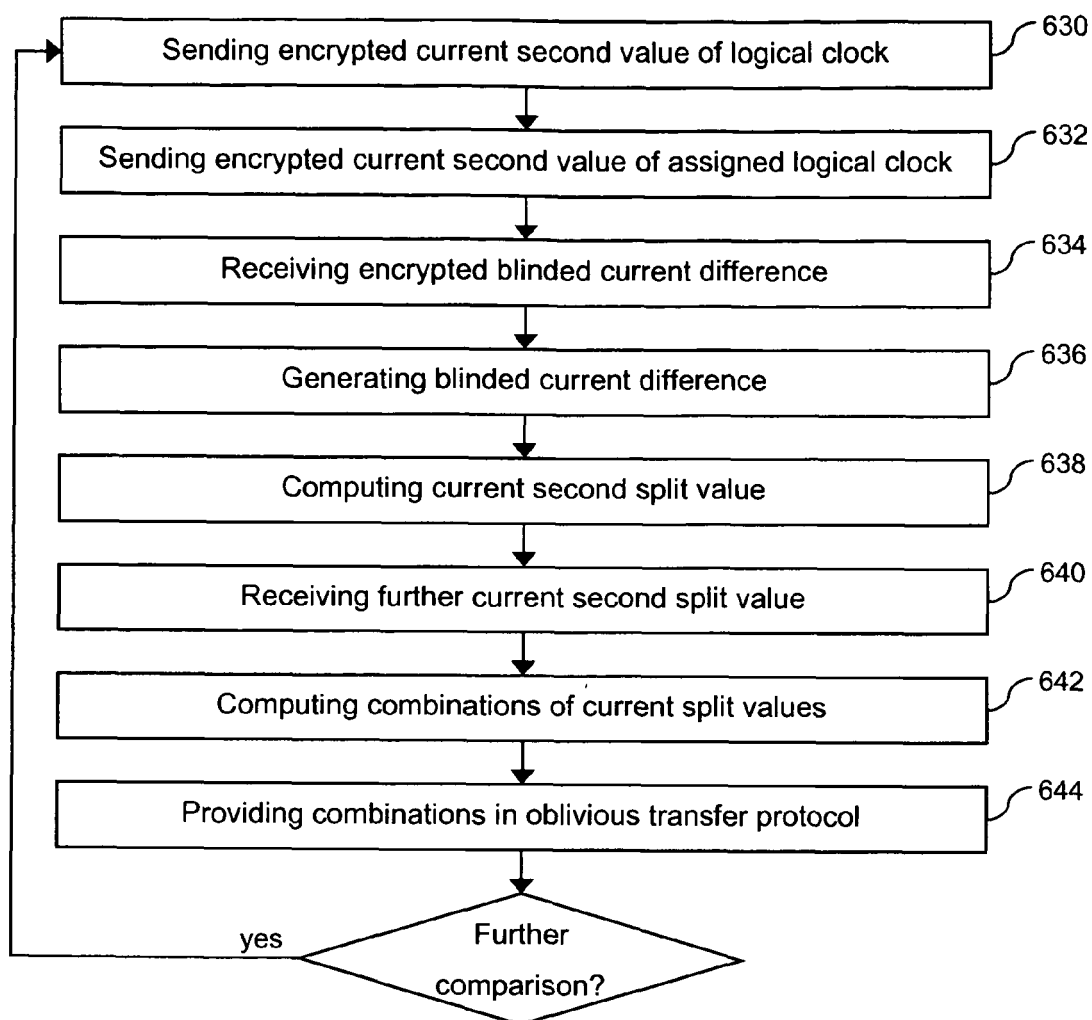 630
Sending encrypted current second value of logical clock
632
Sending encrypted current second value of assigned logical clock
634
Receiving encrypted blinded current difference
636
Generating blinded current difference
638
Computing current second split value
640
Receiving further current second split value
642
Computing combinations of current split values
644
Providing combinations in oblivious transfer protocol
yes
Further
comparison?